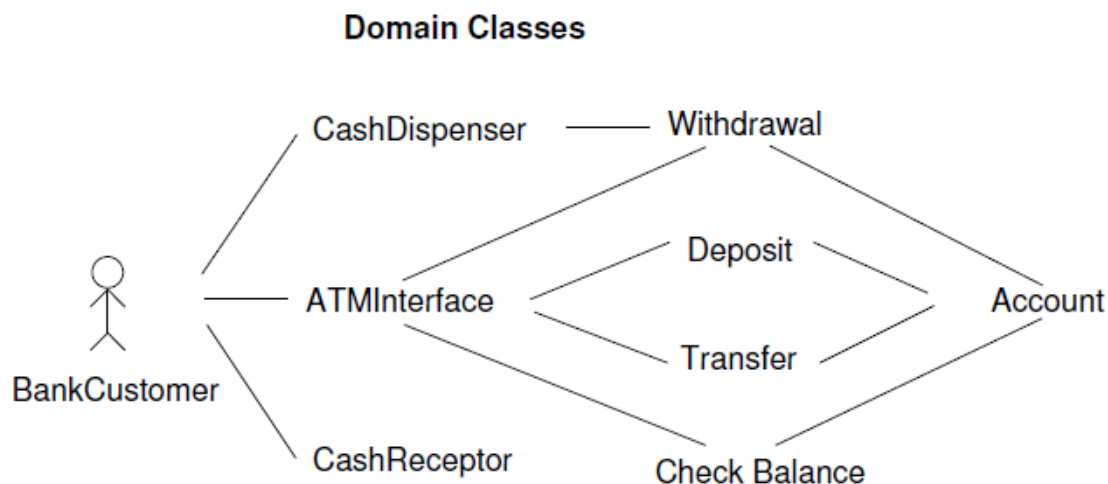 Domain Classes
CashDispenser
Withdrawal
Deposit
ATMInterface
Account
Transfer
BankCustomer
CashReceptor
Check Balance